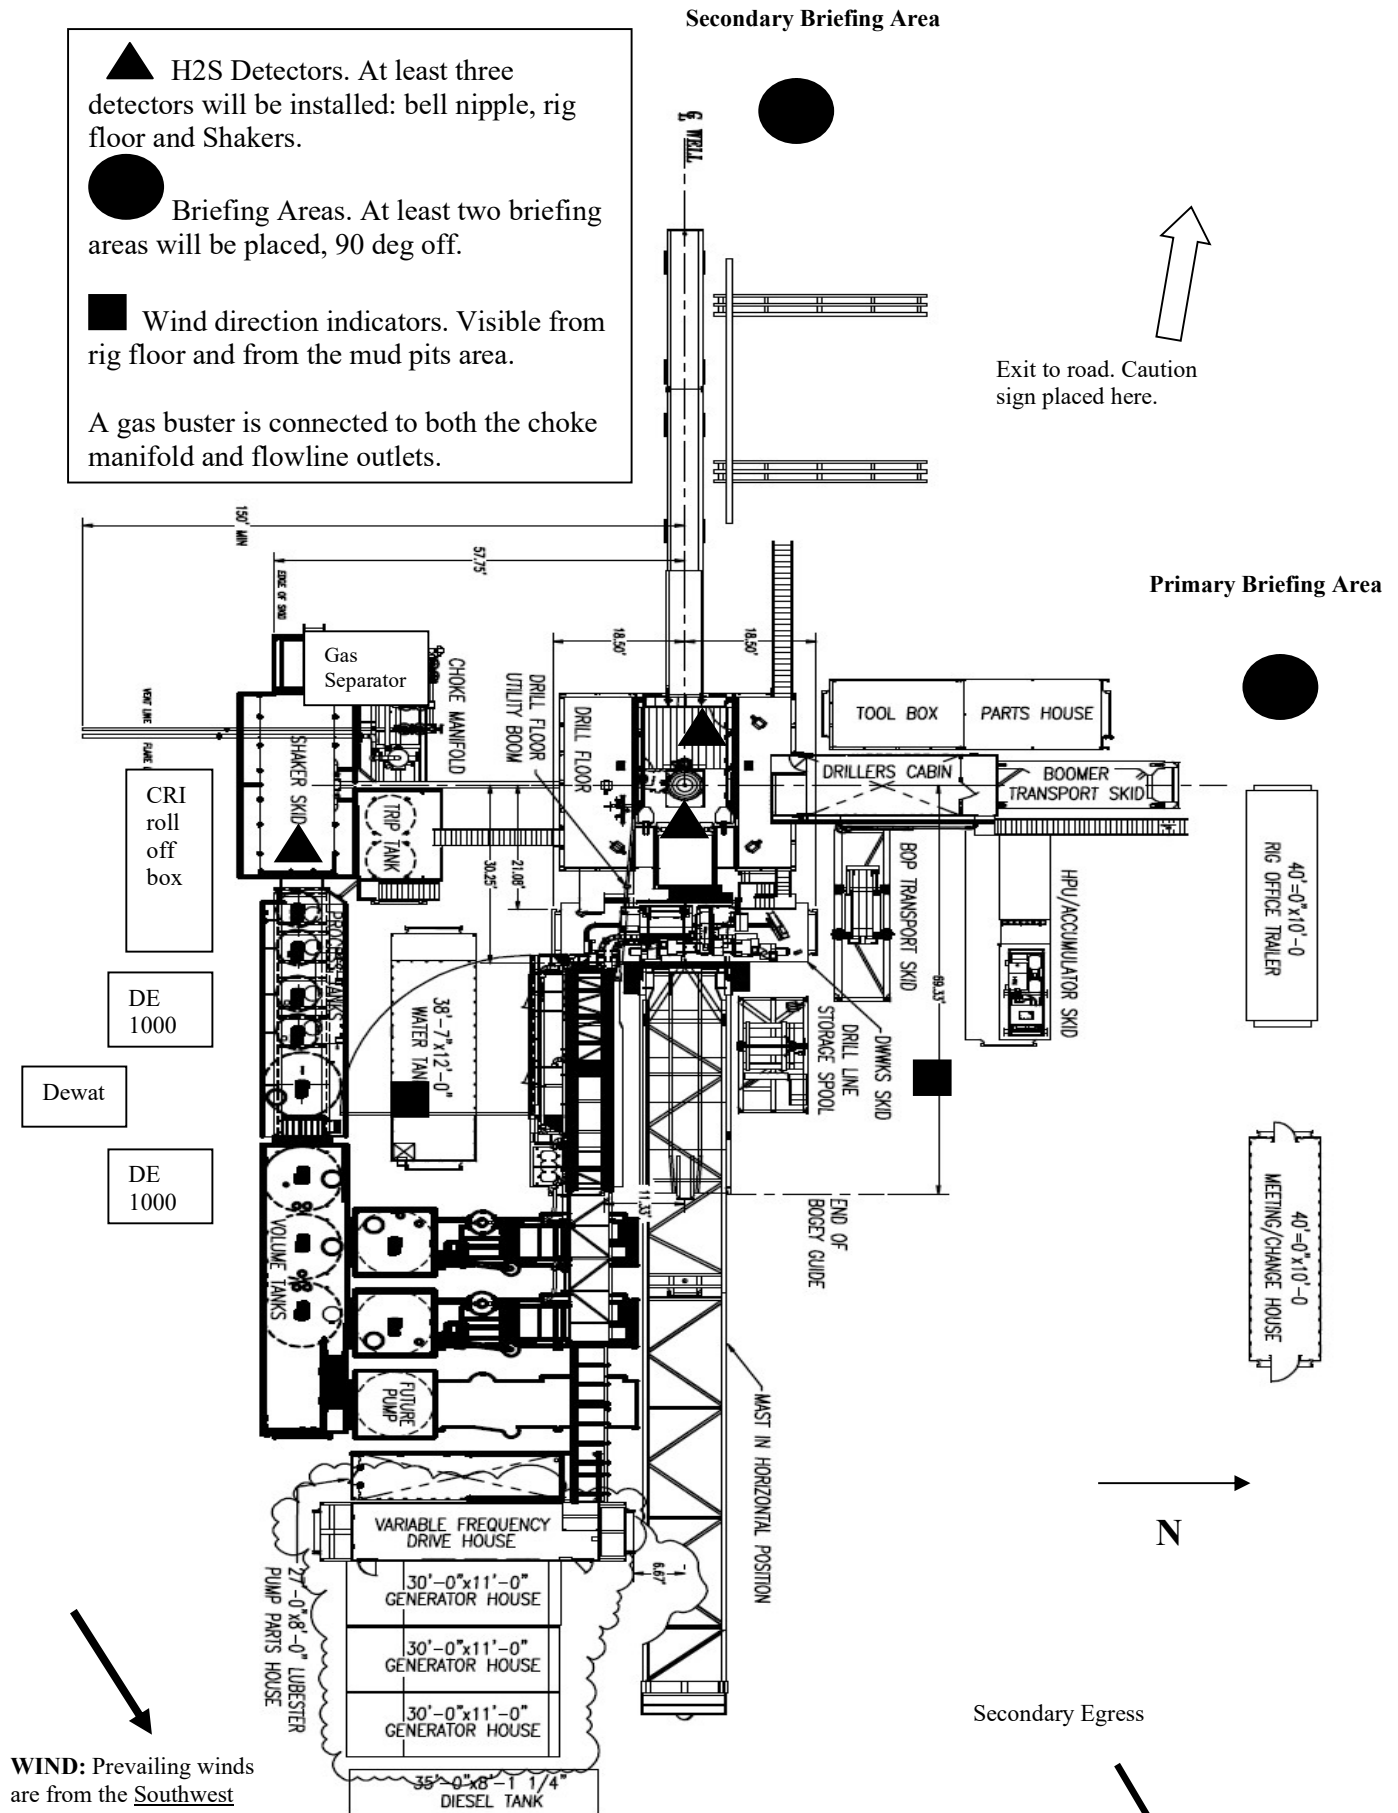 Secondary Briefing Area
H2S Detectors. At least three
detectors will be installed: bell nipple, rig
floor and Shakers.
Briefing Areas. At least two briefing
areas will be placed, 90 deg off.
Wind direction indicators. Visible from
rig floor and from the mud pits area.
A gas buster is connected to both the choke
manifold and flowline outlets.
WELL
Exit to road. Caution
sign placed here.
150' MIN
57.75'
EDGE OF SKID
Primary Briefing Area
18.50'
18.50'
Gas
Separator
CHOKE MANIFOLD
DRILL FLOOR
UTILITY BOOM
DRILL FLOOR
TOOL BOX
PARTS HOUSE
VENT LINE
FLARE
SHAKER SKID
DRILLERS CABIN
BOOMER
TRANSPORT SKID
CRI
roll
off
box
TRIP
TANK
30.25'
21.08'
BOP TRANSPORT SKID
HPU/ACCUMULATOR SKID
40'=0"x10'-0
RIG OFFICE TRAILER
PROCESS TANKS
38'-7"x12'-0"
WATER TANK
69.33'
DE
1000
DRILL LINE
STORAGE SPOOL
DWWKS SKID
Dewat
DE
1000
VOLUME TANKS
11.33'
END OF
BOGEY GUIDE
40'=0"x10'-0
MEETING/CHANGE HOUSE
FUTURE
PUMP
MAST IN HORIZONTAL POSITION
N
VARIABLE FREQUENCY
DRIVE HOUSE
6.67'
27'-0"x8'-0" LUBESTER
PUMP PARTS HOUSE
30'-0"x11'-0"
GENERATOR HOUSE
30'-0"x11'-0"
GENERATOR HOUSE
30'-0"x11'-0"
GENERATOR HOUSE
Secondary Egress
WIND: Prevailing winds
are from the Southwest
35'-0"x8'-1 1/4"
DIESEL TANK